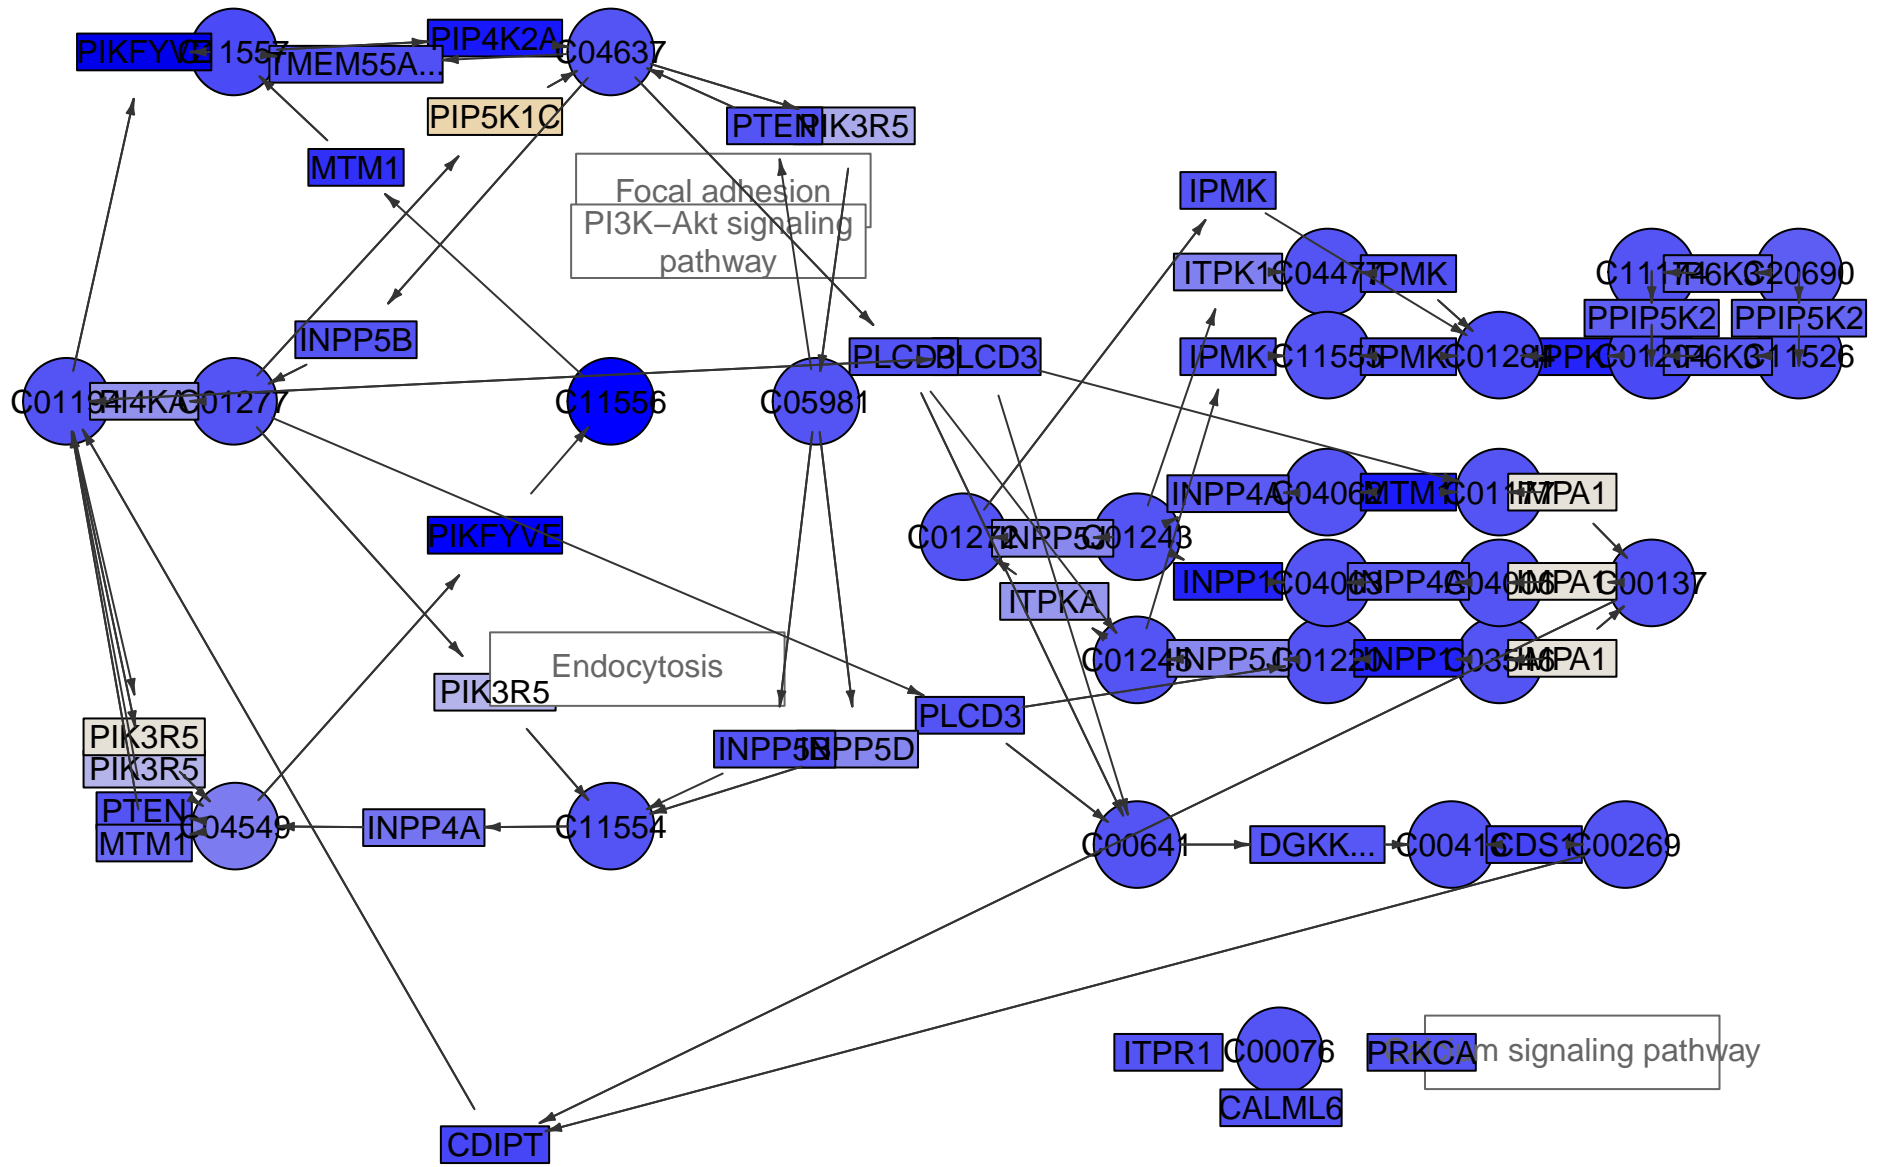 PIKFYVE
C11557
TMEM55A...
PIP4K2A
C04637
PIP5K1C
PTEN
PIK3R5
MTM1
Focal adhesion
PI3K−Akt signaling
pathway
IPMK
ITPK1
C04477
IPMK
C11174
IP6K3
C20690
PPIP5K2
PPIP5K2
INPP5B
PLCD3
PLCD3
IPMK
C11555
IPMK
C01284
IPPK
C01204
IP6K3
C11526
C01194
PI4KA
C01277
C11556
C05981
PIKFYVE
INPP4A
C04062
MTM1
C01177
IMPA1
C01272
INPP5J
C01243
ITPKA
INPP1
C04063
INPP4A
C04006
IMPA1
C00137
Endocytosis
PIK3R5
C01245
INPP5J
C01220
INPP1
C03546
IMPA1
PLCD3
PIK3R5
PIK3R5
INPP5B
INPP5D
PTEN
MTM1
C04549
INPP4A
C11554
C00641
DGKK...
C00416
CDS1
C00269
ITPR1
C00076
PRKCA
signaling pathway
CALML6
CDIPT